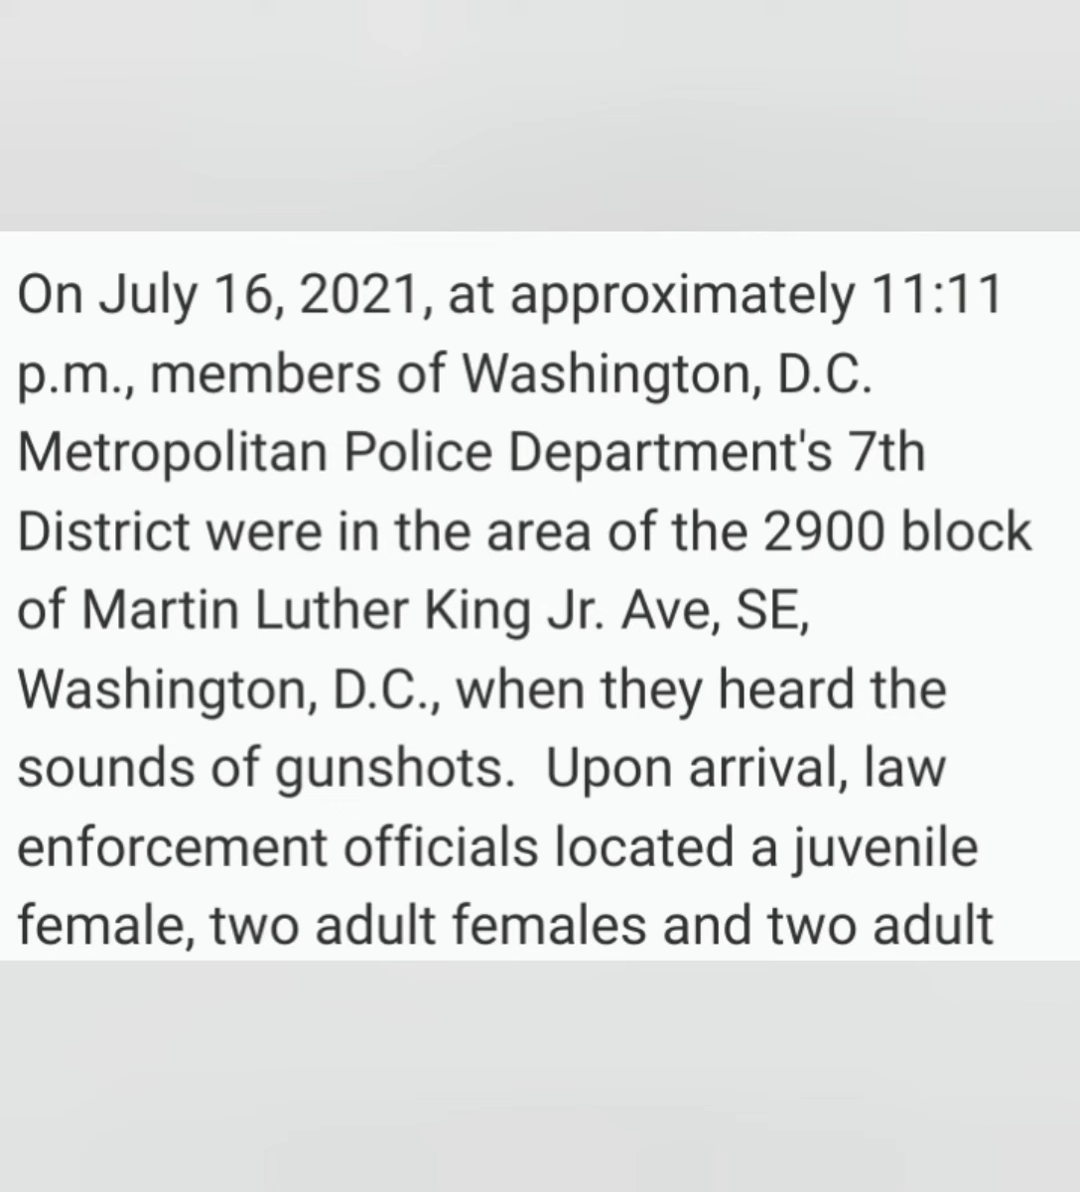 On July 16, 2021, at approximately 11:11
p.m., members of Washington, D.C.
Metropolitan Police Department's 7th
District were in the area of the 2900 block
of Martin Luther King Jr. Ave, SE,
Washington, D.C., when they heard the
sounds of gunshots.  Upon arrival, law
enforcement officials located a juvenile
female, two adult females and two adult